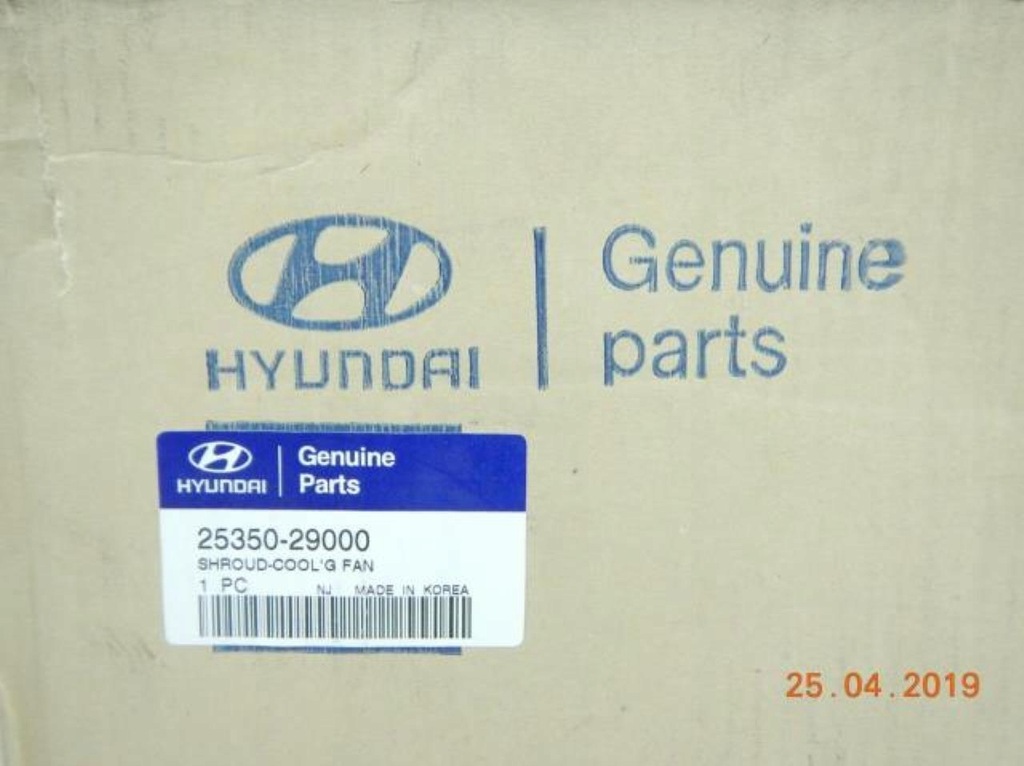 HYUNDAI
Genuine
parts
HYUNDAI
Genuine
Parts
25350-29000
SHROUD-COOL'G FAN
1 PC NJ MADE IN KOREA
25.04.2019